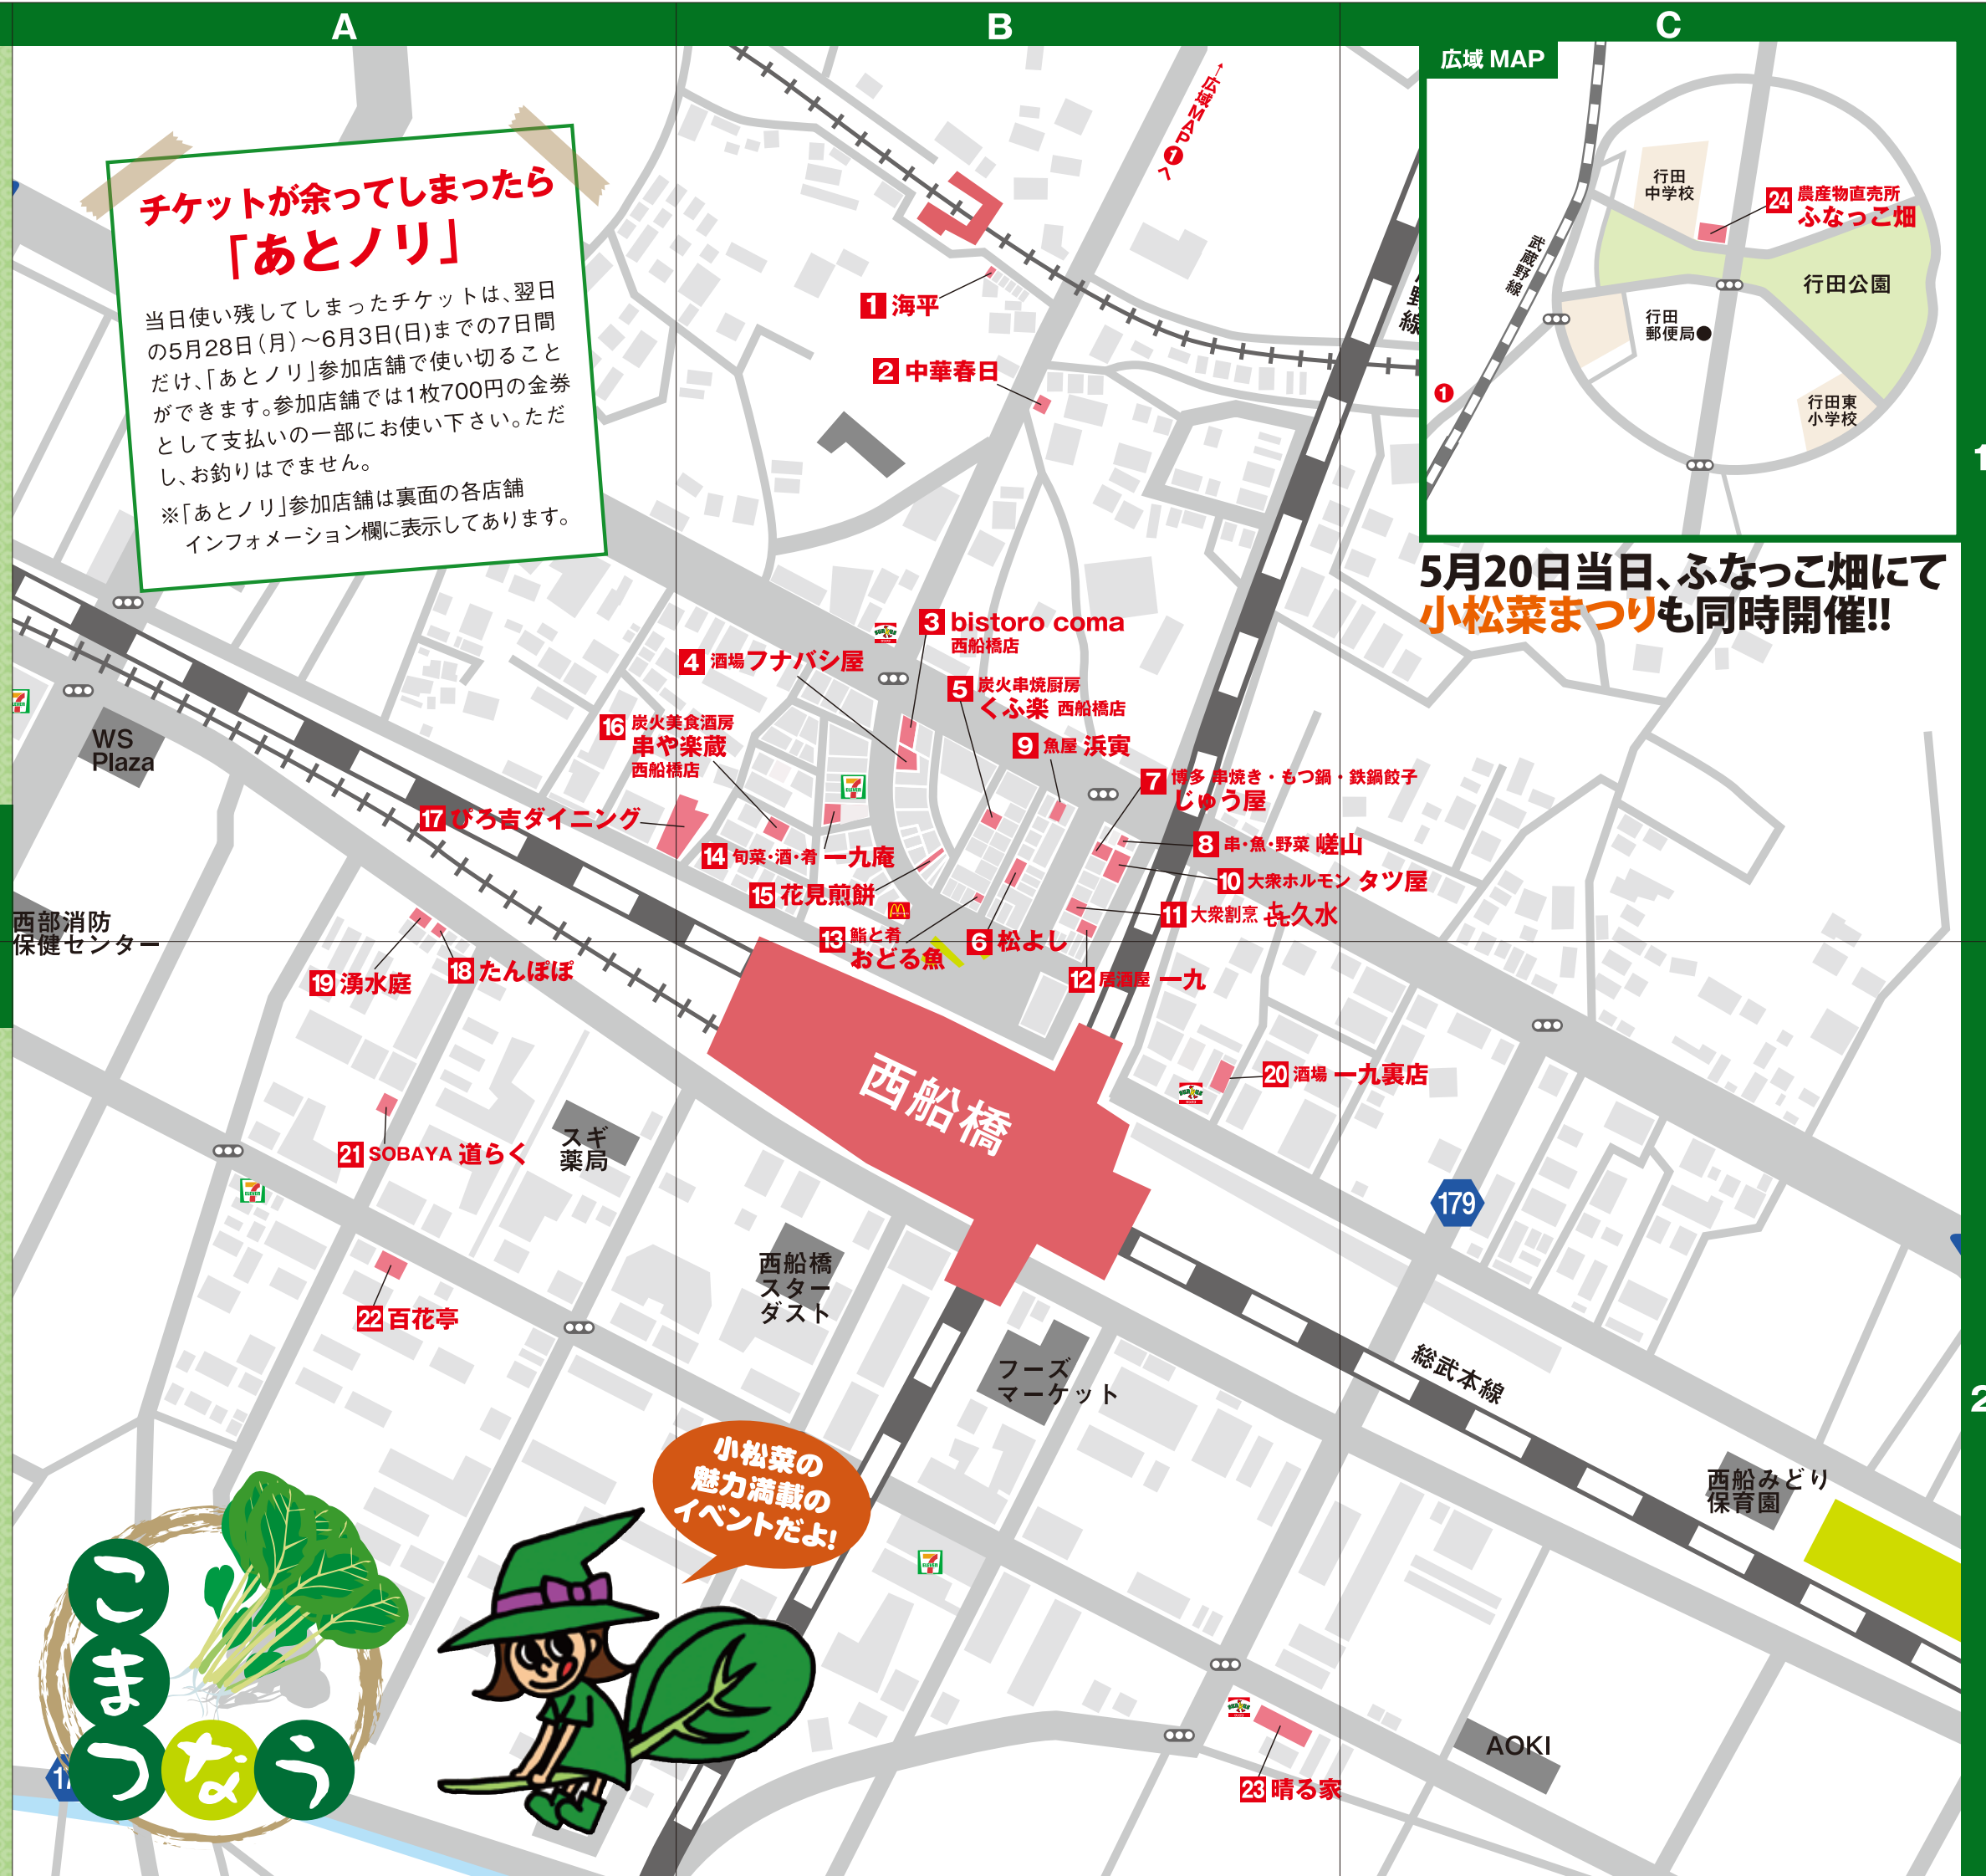 A
B
C
1
2
チケットが余ってしまったら
「あとノリ」
当日使い残してしまったチケットは、翌日
の5月28日(月)〜6月3日(日)までの7日間
だけ、「あとノリ」参加店舗で使い切ること
ができます。参加店舗では1枚700円の金券
として支払いの一部にお使い下さい。ただ
し、お釣りはでません。
※「あとノリ」参加店舗は裏面の各店舗
インフォメーション欄に表示してあります。
←広域MAP❶へ
広域 MAP
行田
中学校
24 農産物直売所
ふなっこ畑
武蔵野線
行田公園
行田
郵便局●
行田東
小学校
❶
野線
5月20日当日、ふなっこ畑にて
小松菜まつりも同時開催!!
1 海平
2 中華春日
3 bistoro coma
西船橋店
4 酒場フナバシ屋
5 炭火串焼厨房
くふ楽 西船橋店
16 炭火美食酒房
串や楽蔵
西船橋店
9 魚屋 浜寅
7 博多 串焼き・もつ鍋・鉄鍋餃子
じゅう屋
17 ぴろ吉ダイニング
8 串・魚・野菜 嵯山
14 旬菜・酒・肴 一九庵
10 大衆ホルモン タツ屋
15 花見煎餅
11 大衆割烹 㐂久水
13 鮨と肴
おどる魚
6 松よし
12 居酒屋 一九
WS
Plaza
西部消防
保健センター
19 湧水庭
18 たんぽぽ
西船橋
20 酒場 一九裏店
21 SOBAYA 道らく
スギ
薬局
179
22 百花亭
西船橋
スター
ダスト
フーズ
マーケット
総武本線
西船みどり
保育園
小松菜の
魅力満載の
イベントだよ!
こまつなう
AOKI
23 晴る家
7
ELEVEN
7
ELEVEN
7
ELEVEN
7
ELEVEN